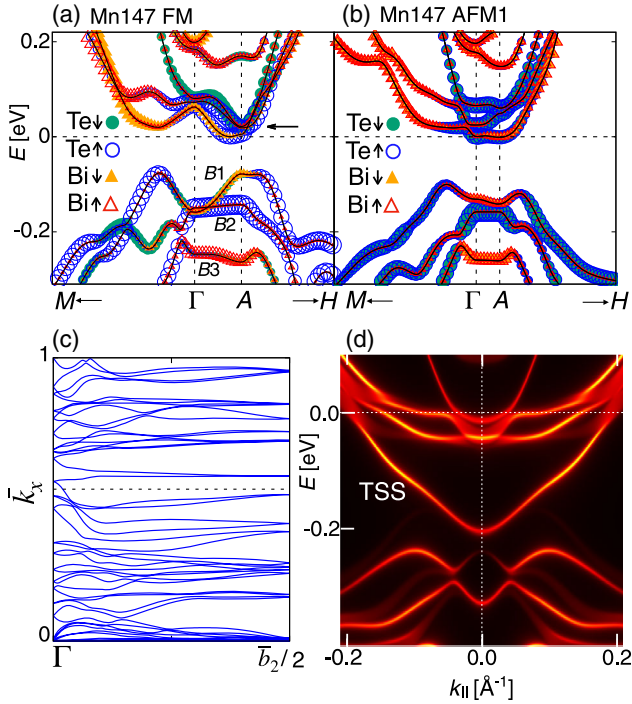 (a) Mn147 FM
(b) Mn147 AFM1
0.2
0
-0.2
E [eV]
Te↓
Te↑
Bi↓
Bi↑
B1
B2
B3
Te↓
Te↑
Bi↓
Bi↑
M← Γ A →H
M← Γ A →H
(c)
1
k̄x
0
Γ b̄2/2
(d)
0.0
-0.2
E [eV]
TSS
-0.2 0.0 0.2
k|| [Å-1]